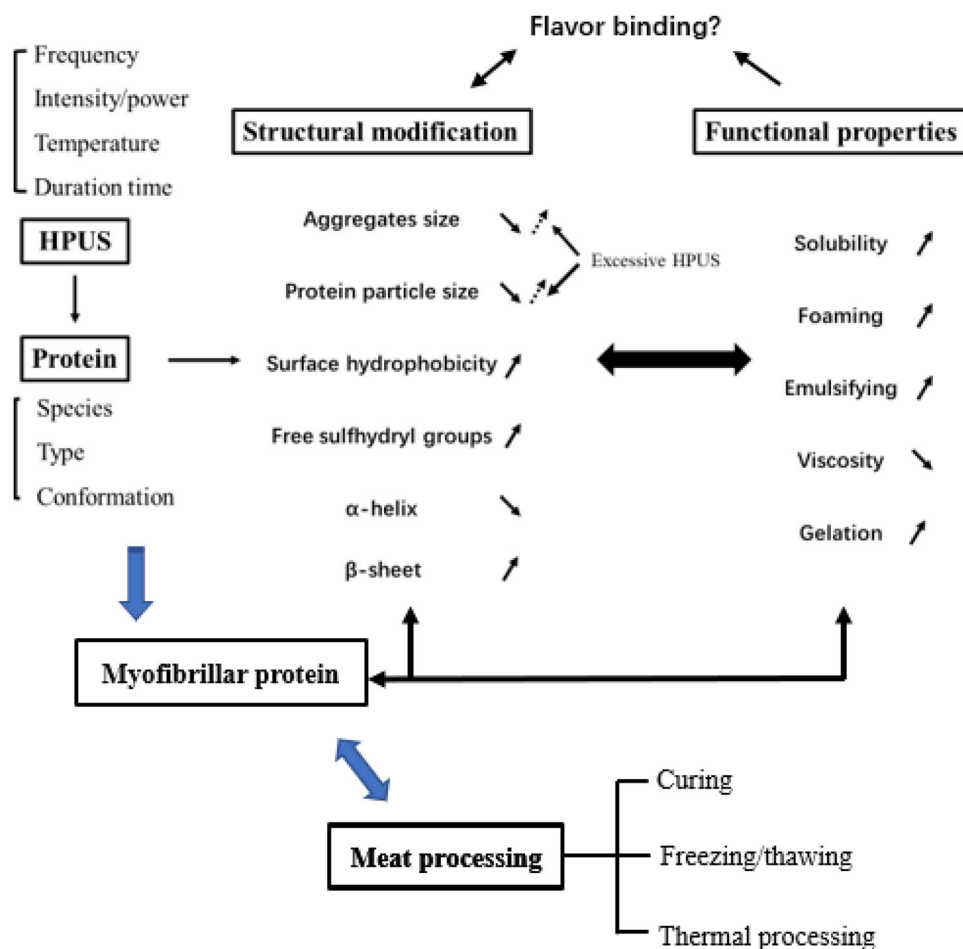 Flavor binding?
Frequency
Intensity/power
Temperature
Duration time
Structural modification
Functional properties
HPUS
Protein
Species
Type
Conformation
Aggregates size
Protein particle size
Excessive HPUS
Surface hydrophobicity
Free sulfhydryl groups
α-helix
β-sheet
Solubility
Foaming
Emulsifying
Viscosity
Gelation
Myofibrillar protein
Meat processing
Curing
Freezing/thawing
Thermal processing